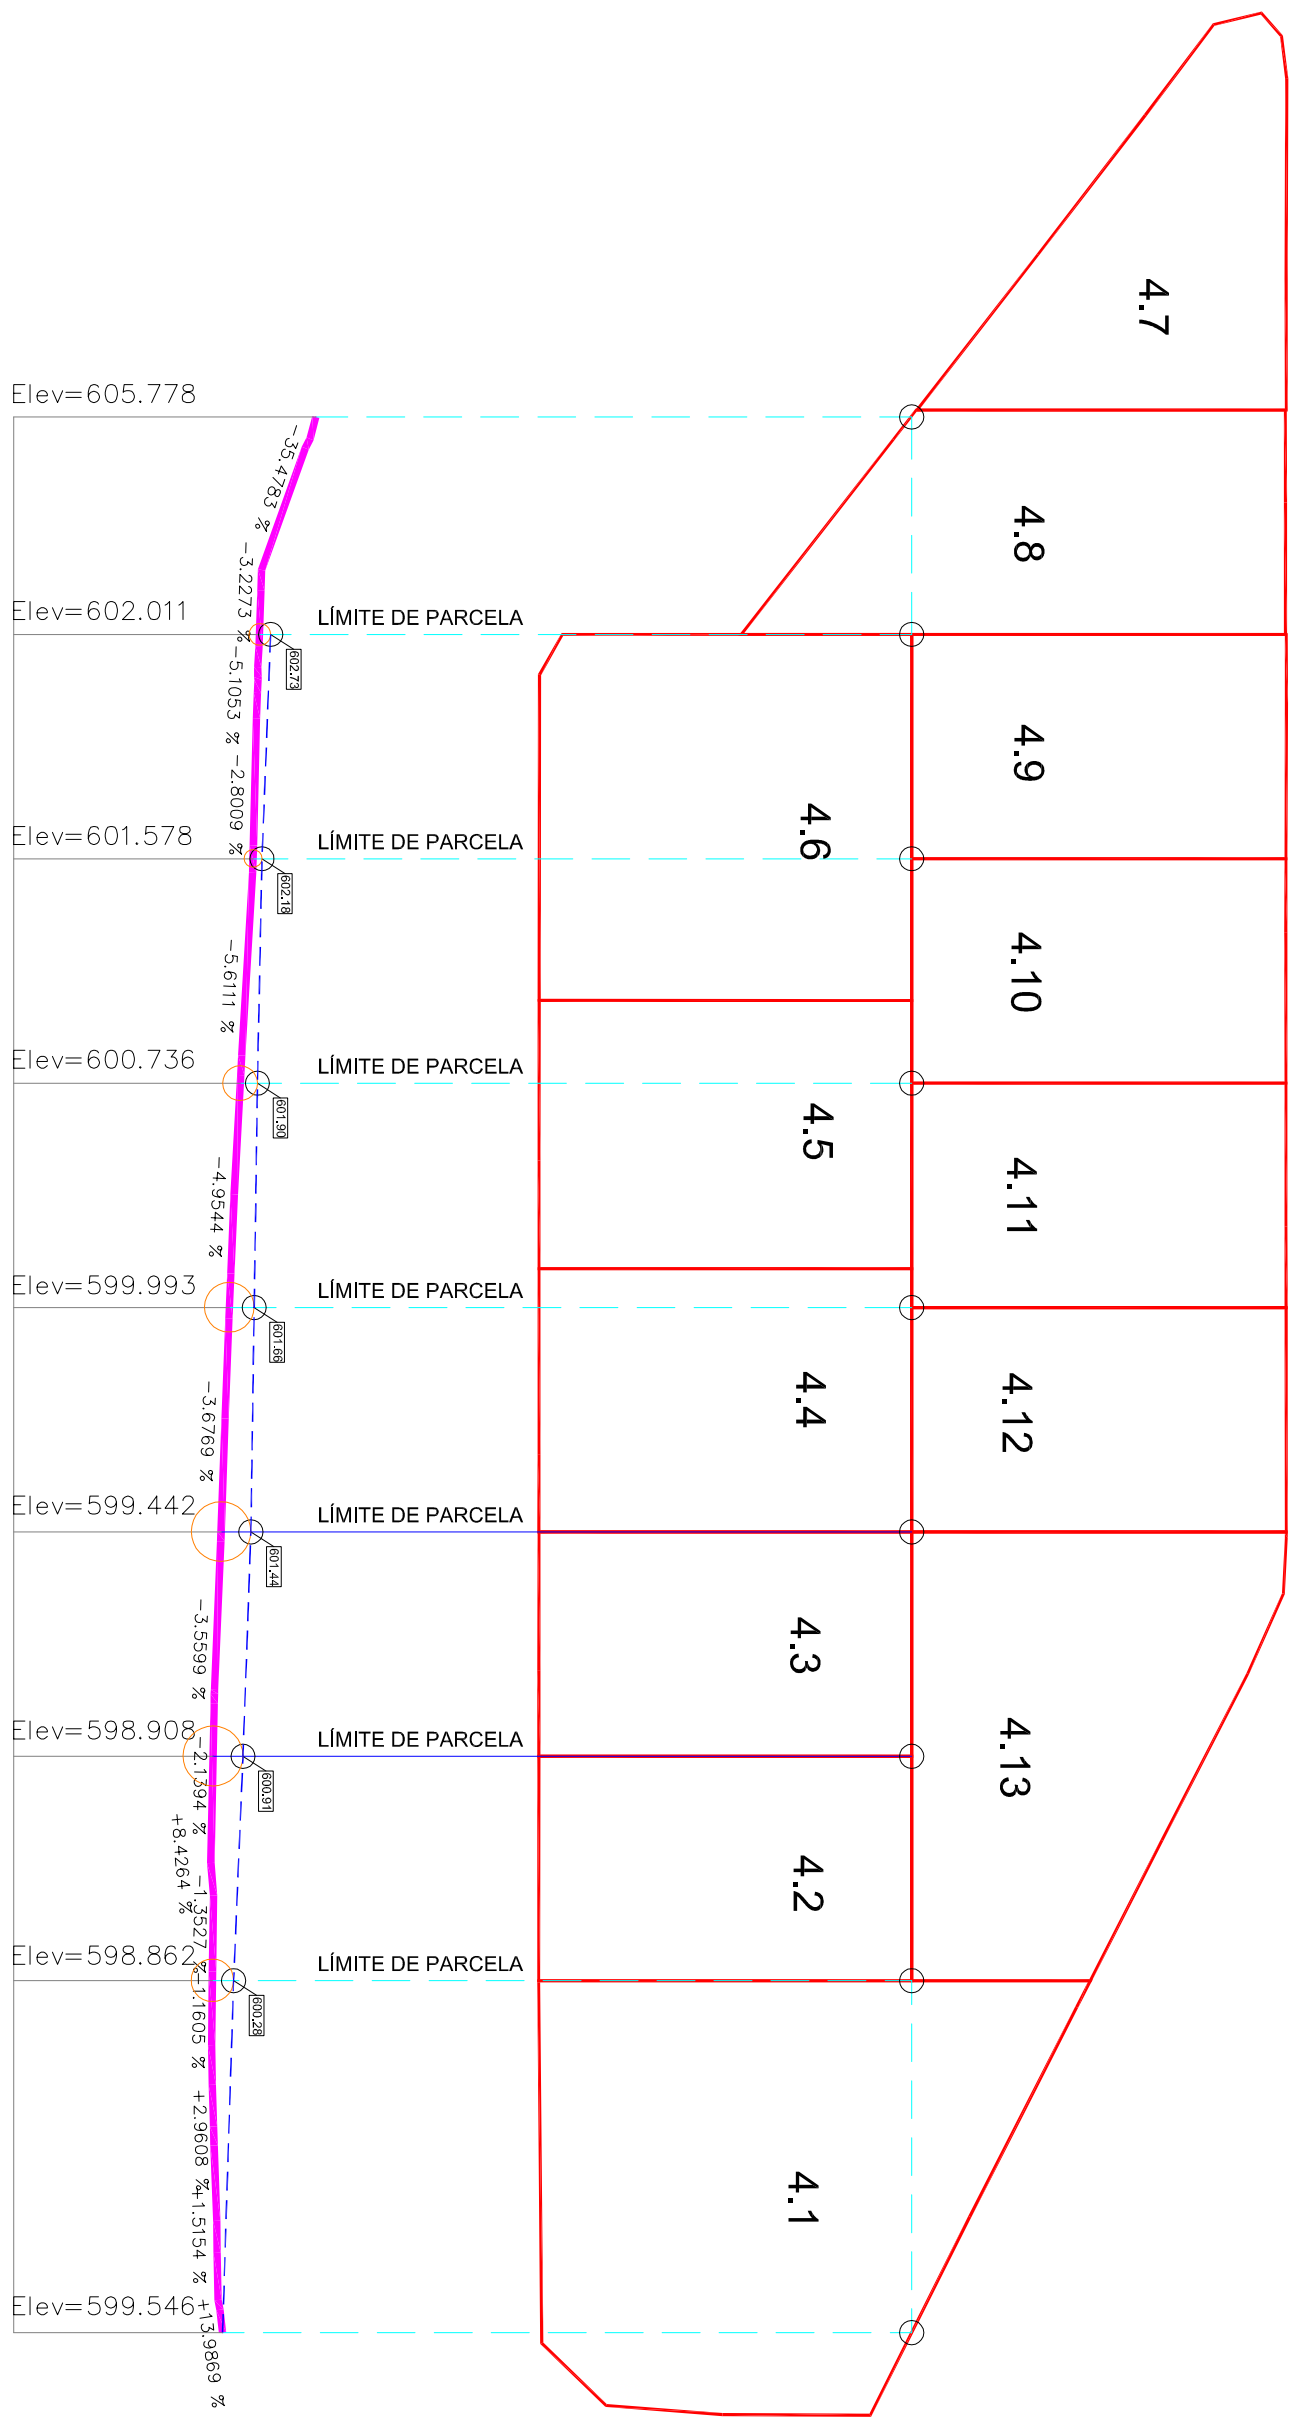 4.7
Elev=605.778
-35.4783 %
4.8
-3.2273 %
Elev=602.011
LÍMITE DE PARCELA
602.73
-5.1053 %
4.9
-2.8009 %
4.6
Elev=601.578
LÍMITE DE PARCELA
602.18
4.10
-5.6111 %
Elev=600.736
LÍMITE DE PARCELA
601.90
4.5
4.11
-4.9544 %
Elev=599.993
LÍMITE DE PARCELA
601.66
4.4
4.12
-3.6769 %
Elev=599.442
LÍMITE DE PARCELA
601.44
4.3
-3.5599 %
Elev=598.908
LÍMITE DE PARCELA
600.91
4.13
-2.1394 %
+8.4264 %
4.2
-1.3527 %
Elev=598.862
LÍMITE DE PARCELA
600.28
-1.1605 %
+2.9608 %
4.1
+1.5154 %
Elev=599.546
+13.9869 %